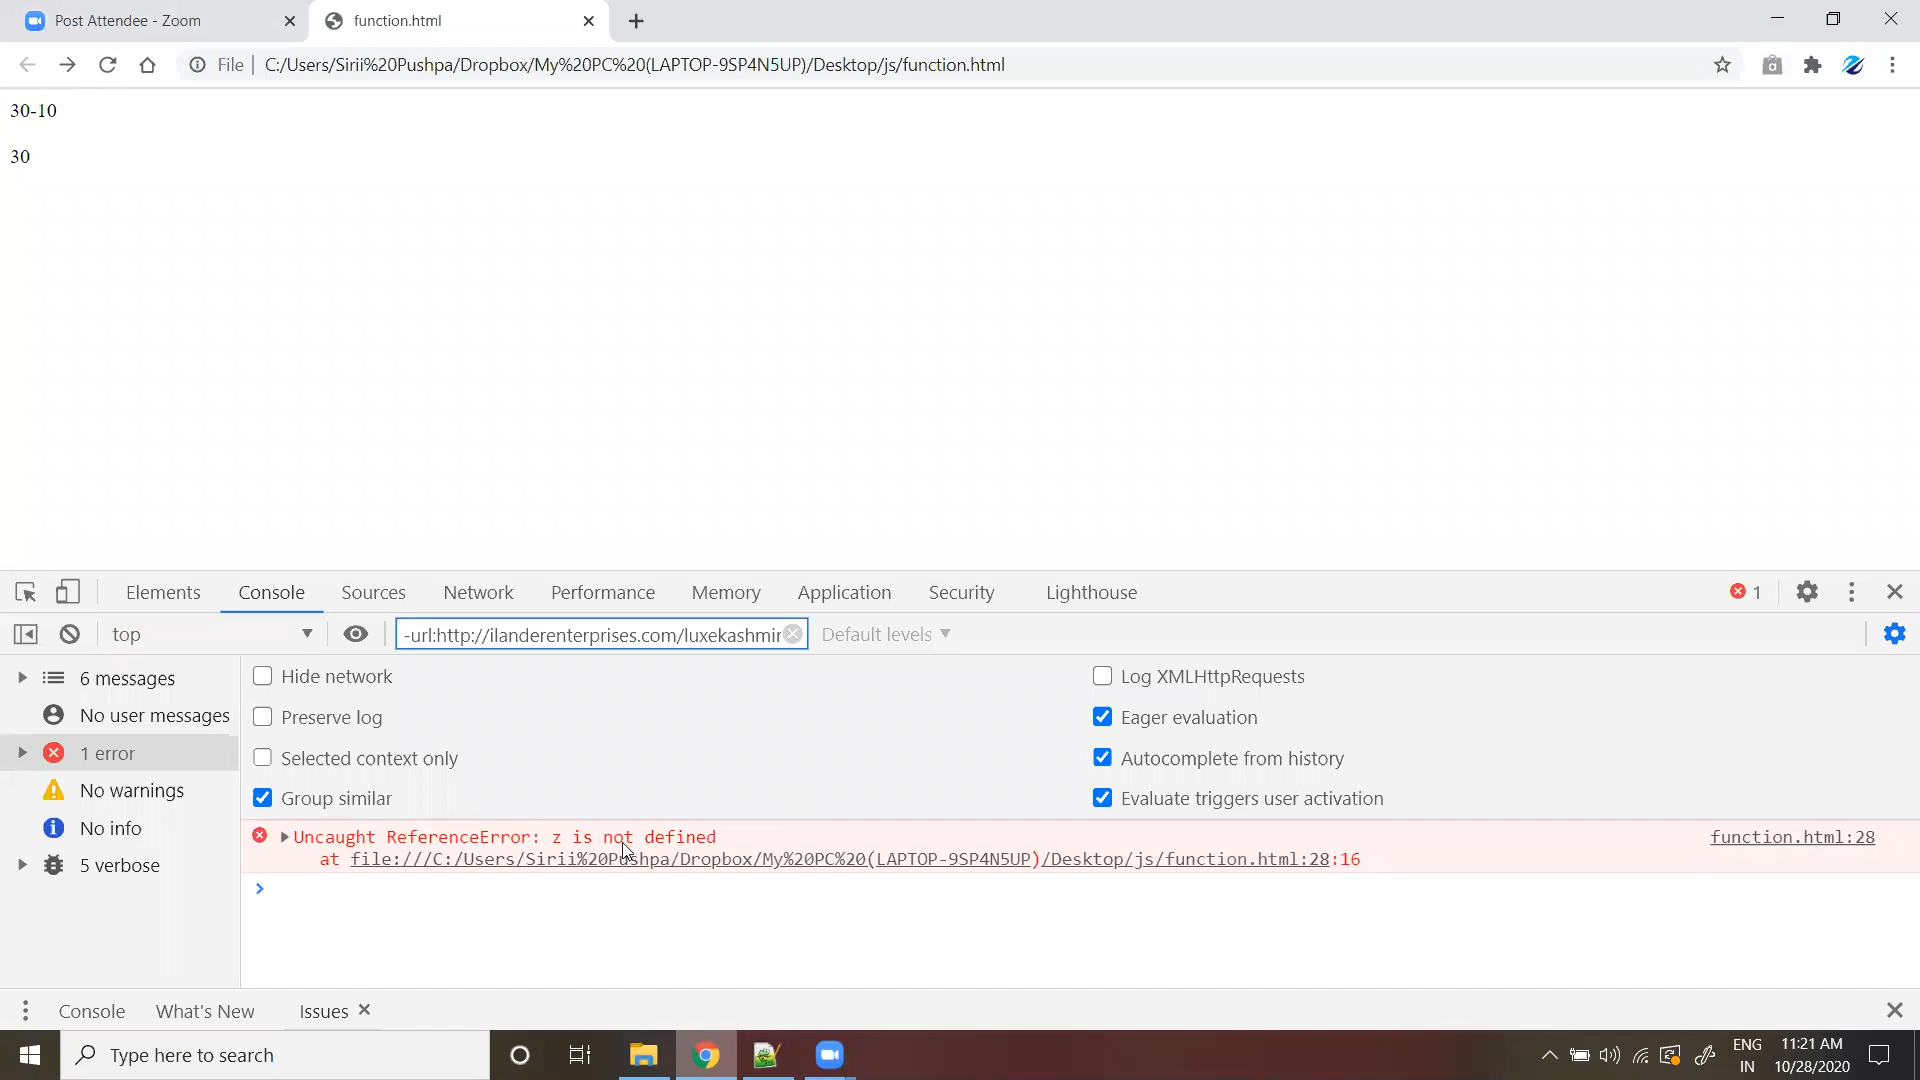 Post Attendee - Zoom
function.html
File
C:/Users/Sirii%20Pushpa/Dropbox/My%20PC%20(LAPTOP-9SP4N5UP)/Desktop/js/function.html
30-10
30
Elements Console Sources Network Performance Memory Application Security Lighthouse 1
top
-url:http://ilanderenterprises.com/luxekashmir
Default levels
6 messages
No user messages
1 error
No warnings
No info
5 verbose
Hide network
Log XMLHttpRequests
Preserve log
Eager evaluation
Selected context only
Autocomplete from history
Group similar
Evaluate triggers user activation
Uncaught ReferenceError: z is not defined
function.html:28
at file:///C:/Users/Sirii%20Pushpa/Dropbox/My%20PC%20(LAPTOP-9SP4N5UP)/Desktop/js/function.html:28:16
Console What's New Issues
Type here to search
ENG
IN
11:21 AM
10/28/2020